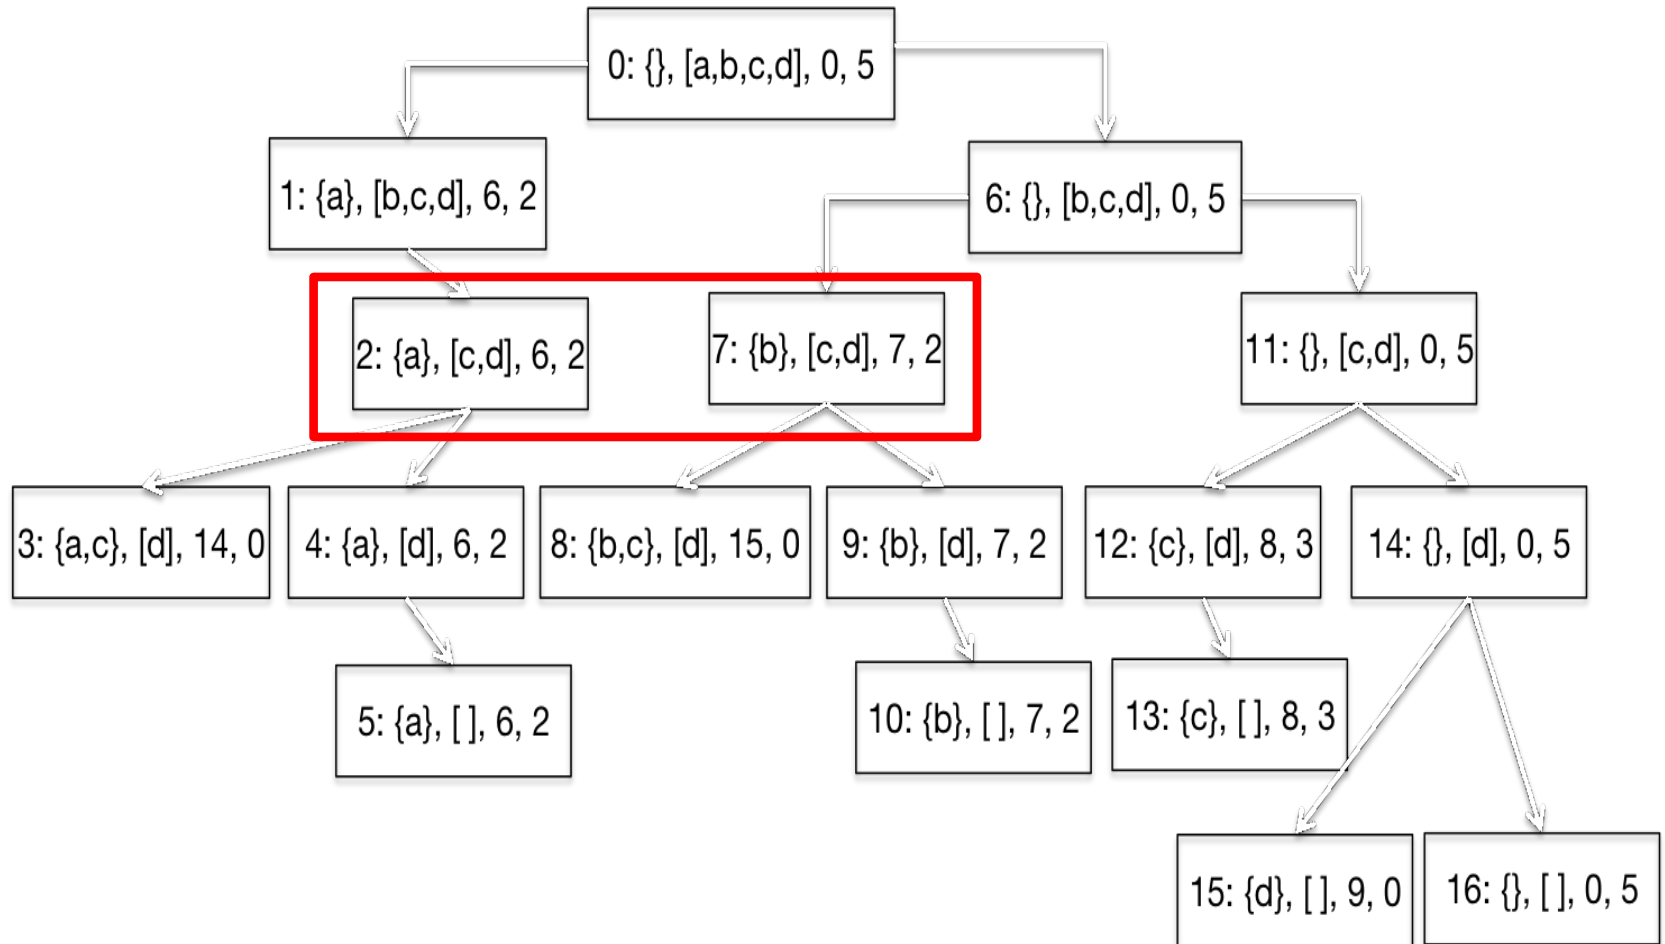 0: {}, [a,b,c,d], 0, 5
1: {a}, [b,c,d], 6, 2
6: {}, [b,c,d], 0, 5
2: {a}, [c,d], 6, 2
7: {b}, [c,d], 7, 2
11: {}, [c,d], 0, 5
3: {a,c}, [d], 14, 0
4: {a}, [d], 6, 2
8: {b,c}, [d], 15, 0
9: {b}, [d], 7, 2
12: {c}, [d], 8, 3
14: {}, [d], 0, 5
5: {a}, [ ], 6, 2
10: {b}, [ ], 7, 2
13: {c}, [ ], 8, 3
15: {d}, [ ], 9, 0
16: {}, [ ], 0, 5